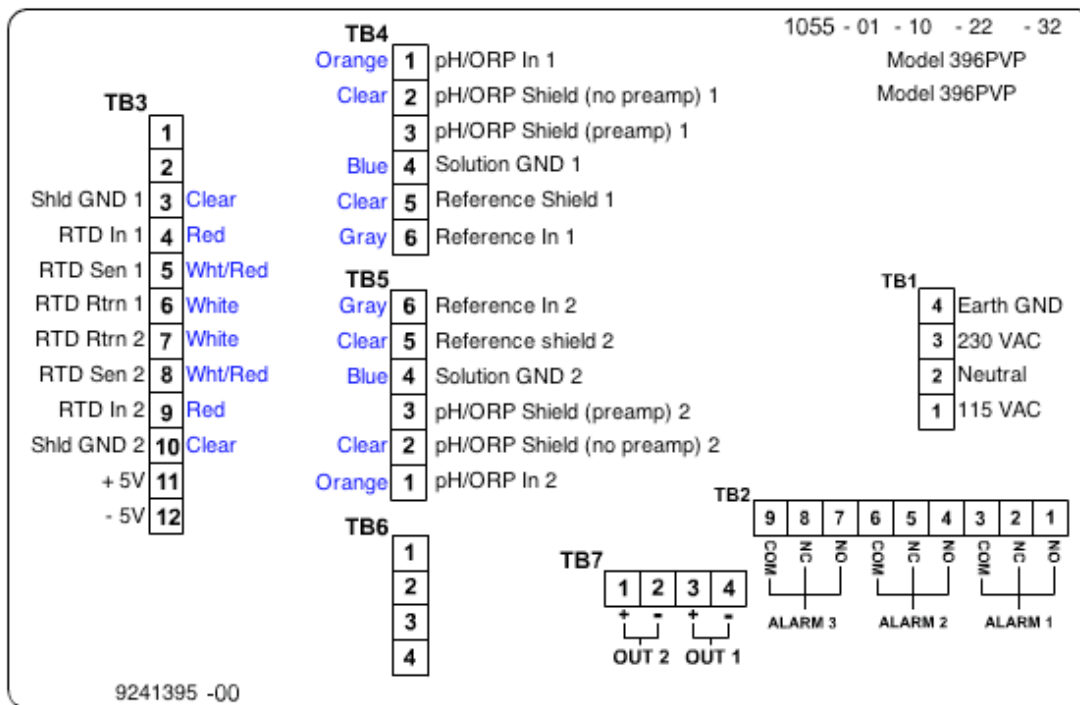 1055 - 01 - 10 - 22 - 32
Model 396PVP
Model 396PVP
TB4
Orange 1 pH/ORP In 1
Clear 2 pH/ORP Shield (no preamp) 1
3 pH/ORP Shield (preamp) 1
Blue 4 Solution GND 1
Clear 5 Reference Shield 1
Gray 6 Reference In 1
TB3
1
2
Shld GND 1 3 Clear
RTD In 1 4 Red
RTD Sen 1 5 Wht/Red
RTD Rtrn 1 6 White
RTD Rtrn 2 7 White
RTD Sen 2 8 Wht/Red
RTD In 2 9 Red
Shld GND 2 10 Clear
+ 5V 11
- 5V 12
TB5
Gray 6 Reference In 2
Clear 5 Reference shield 2
Blue 4 Solution GND 2
3 pH/ORP Shield (preamp) 2
Clear 2 pH/ORP Shield (no preamp) 2
Orange 1 pH/ORP In 2
TB1
4 Earth GND
3 230 VAC
2 Neutral
1 115 VAC
TB6
1
2
3
4
TB7
1 2 3 4
+ - + -
OUT 2 OUT 1
TB2
9 8 7 6 5 4 3 2 1
COM NC NO COM NC NO COM NC NO
ALARM 3 ALARM 2 ALARM 1
9241395 -00